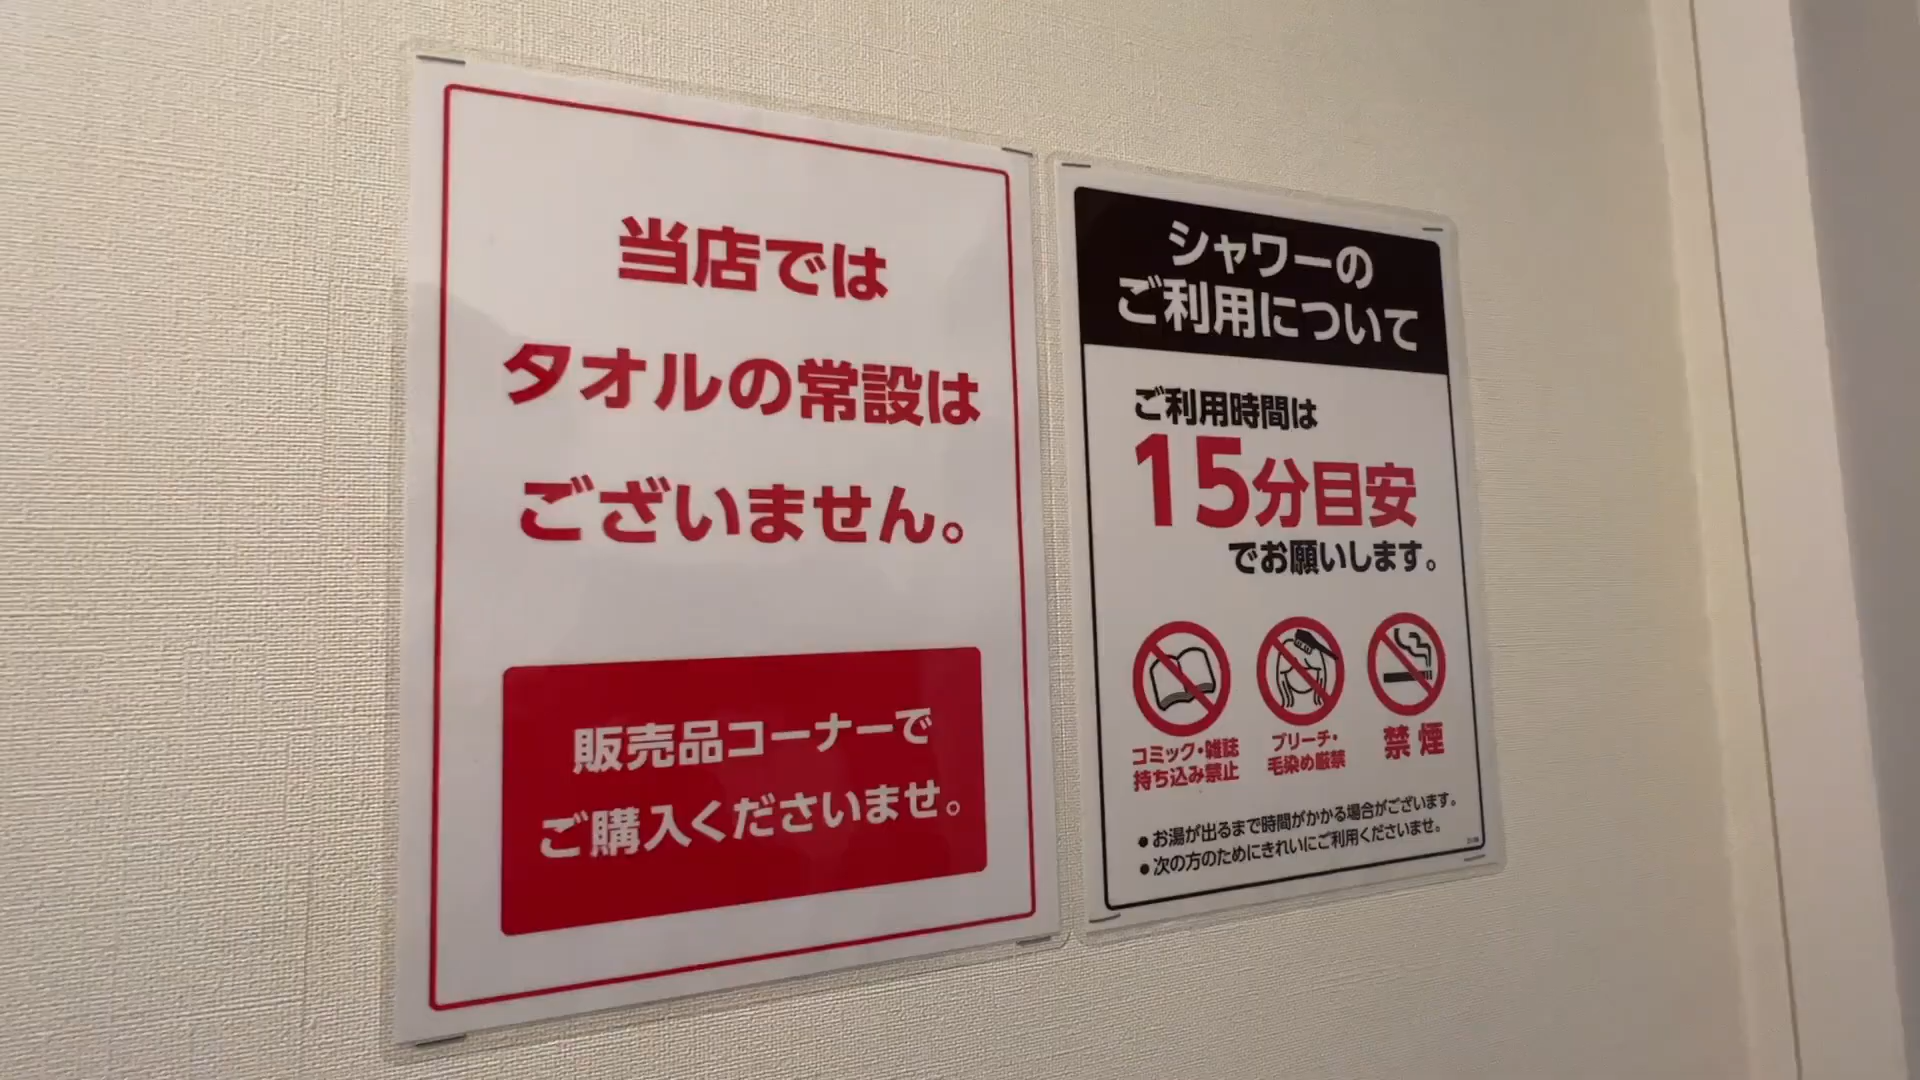 当店では
タオルの常設は
ございません。
販売品コーナーで
ご購入くださいませ。
シャワーの
ご利用について
ご利用時間は
15分目安
でお願いします。
コミック・雑誌
持ち込み禁止
ブリーチ・
毛染め厳禁
禁煙
●お湯が出るまで時間がかかる場合がございます。
●次の方のためにきれいにご利用くださいませ。